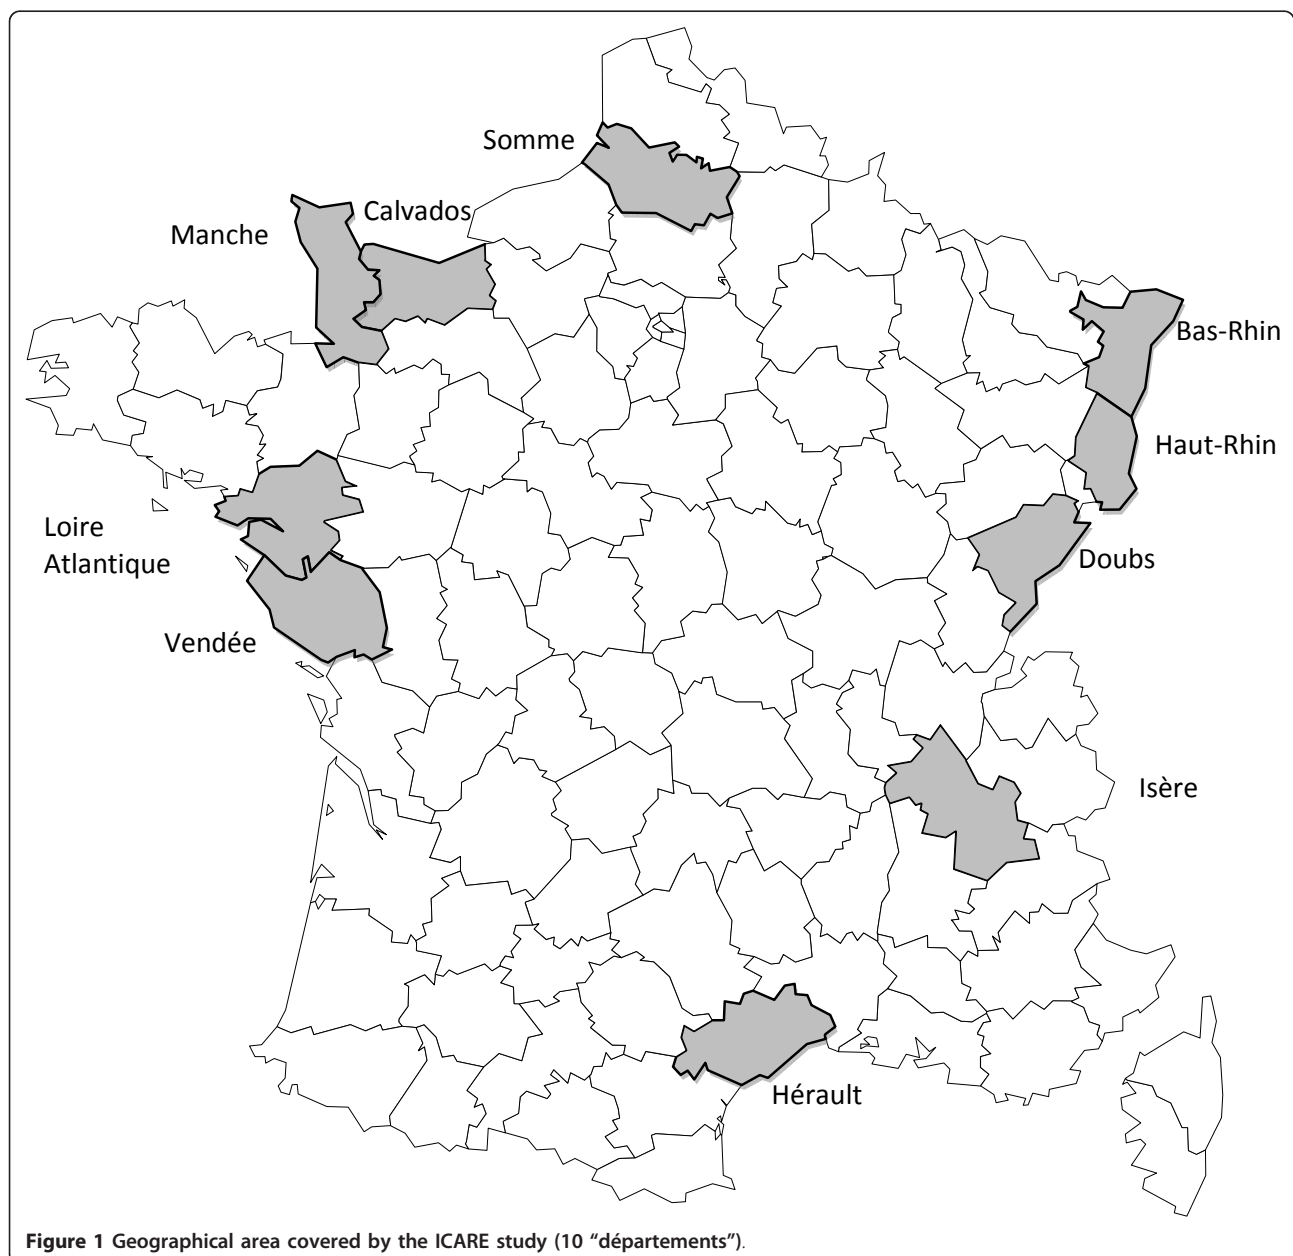 Somme
Calvados
Manche
Bas-Rhin
Haut-Rhin
Loire
Atlantique
Doubs
Vendée
Isère
Hérault
Figure 1 Geographical area covered by the ICARE study (10 “départements”).